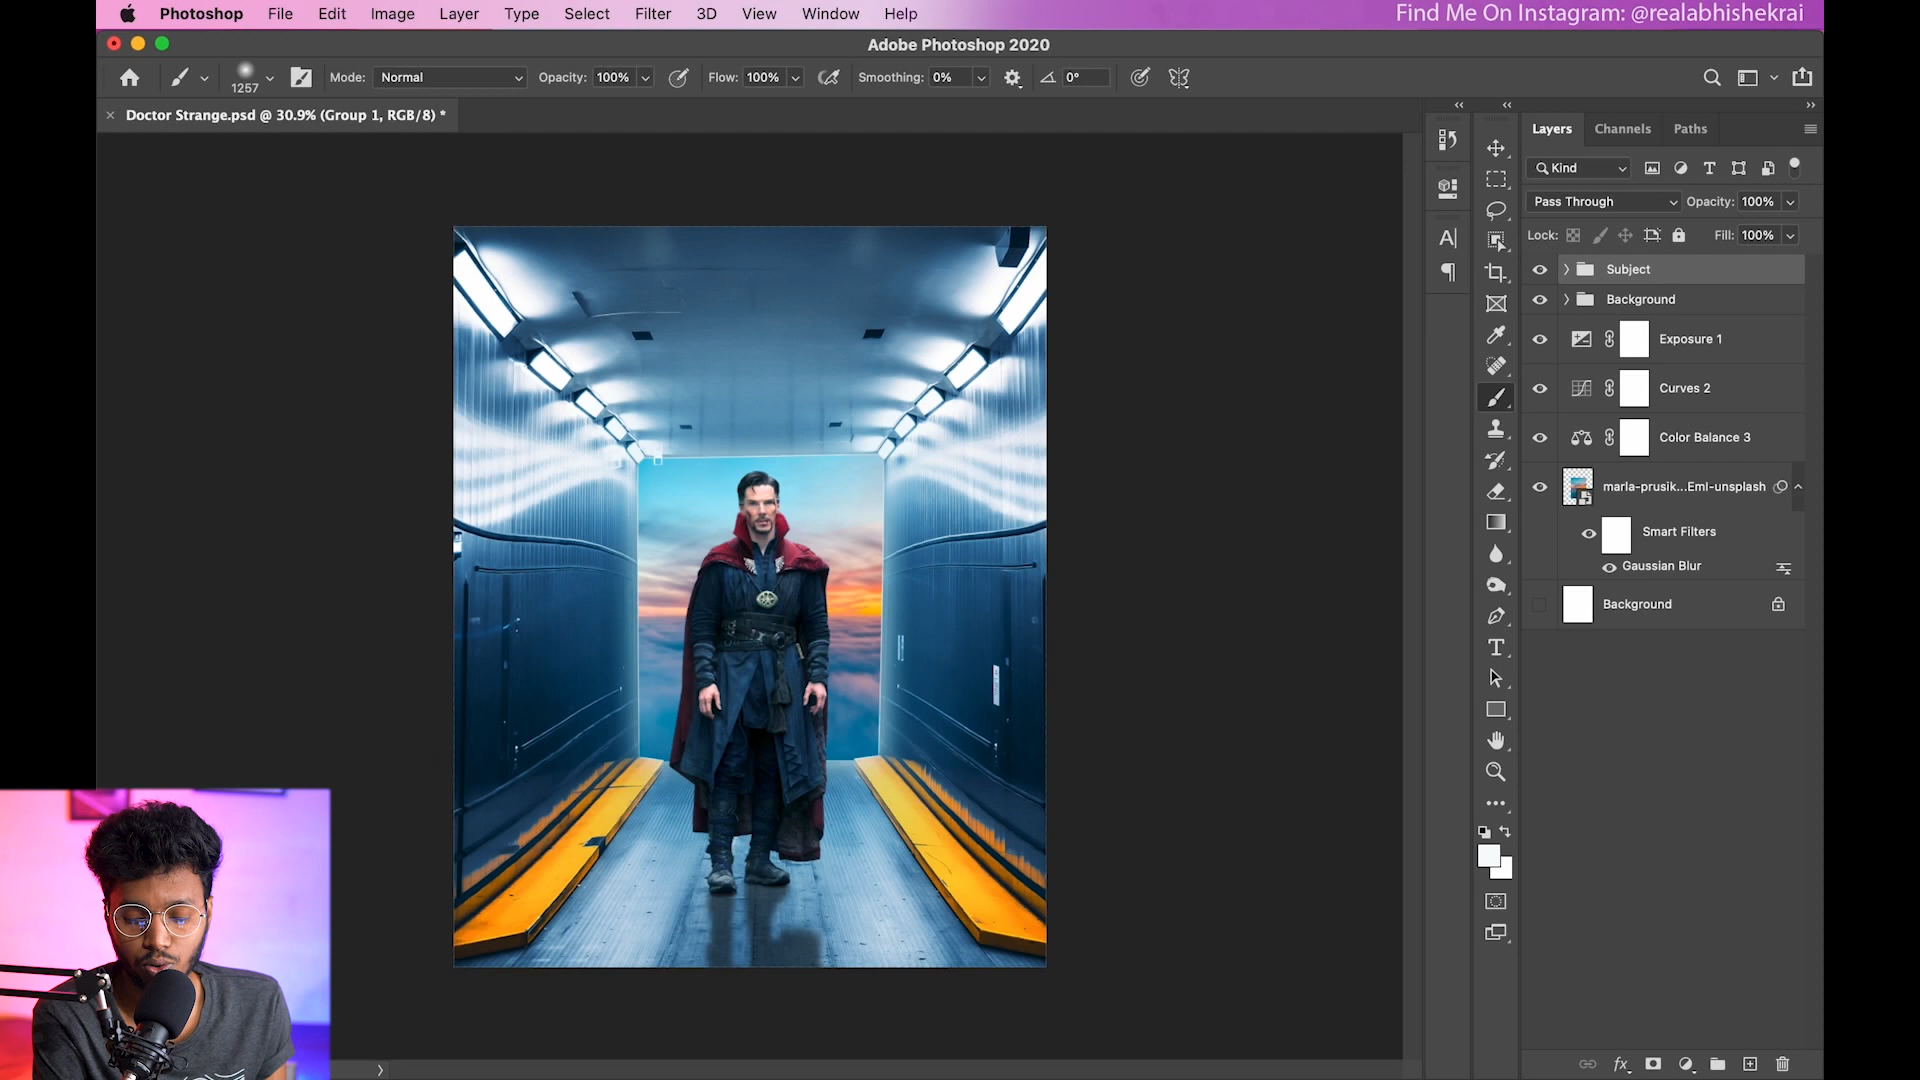 Photoshop File Edit Image Layer Type Select Filter 3D View Window Help
Find Me On Instagram: @realabhishekrai
Adobe Photoshop 2020
1257 Mode: Normal Opacity: 100% Flow: 100% Smoothing: 0% 0°
Doctor Strange.psd @ 30.9% (Group 1, RGB/8) *
Layers Channels Paths
Kind
Pass Through Opacity: 100%
Lock: Fill: 100%
Subject
Background
Exposure 1
Curves 2
Color Balance 3
marla-prusik...EmI-unsplash
Smart Filters
Gaussian Blur
Background
fx